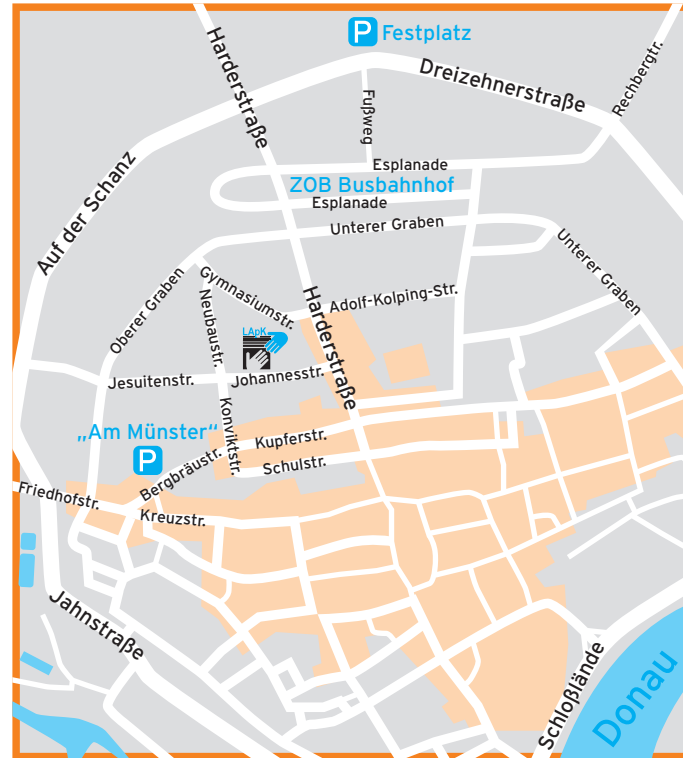 P Festplatz
Harderstraße
Dreizehnerstraße
Rechbergtr.
Fußweg
Esplanade
ZOB Busbahnhof
Esplanade
Auf der Schanz
Unterer Graben
Unterer Graben
Oberer Graben
Gymnasiumstr.
Neubaustr.
Harderstraße
Adolf-Kolping-Str.
LApK
Jesuitenstr.
Johannesstr.
Konviktstr.
„Am Münster“
P
Kupferstr.
Bergbräustr.
Schulstr.
Friedhofstr.
Kreuzstr.
Jahnstraße
Schloßlände
Donau